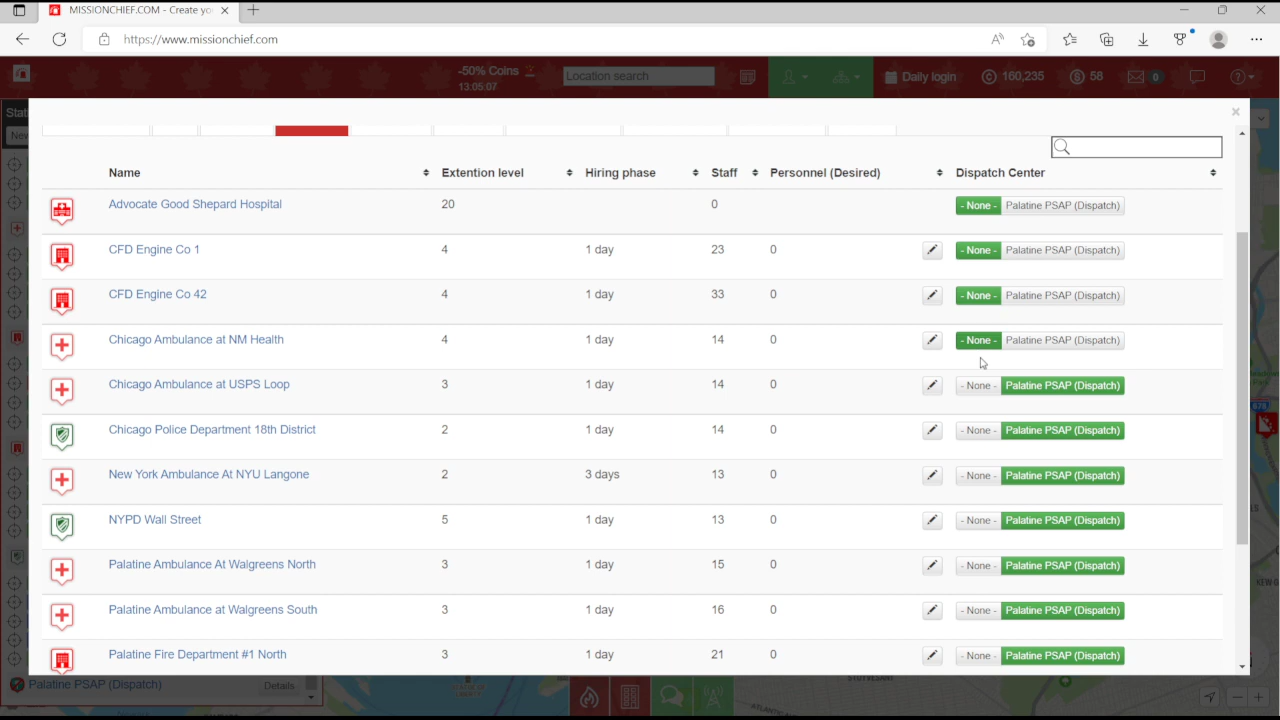 MISSIONCHIEF.COM - Create yo
https://www.missionchief.com
-50% Coins
13:05:07
Location search
Daily login
160,235
58
0
Stati
New
Name Extention level Hiring phase Staff Personnel (Desired) Dispatch Center
Advocate Good Shepard Hospital 20 0 - None - Palatine PSAP (Dispatch)
CFD Engine Co 1 4 1 day 23 0 - None - Palatine PSAP (Dispatch)
CFD Engine Co 42 4 1 day 33 0 - None - Palatine PSAP (Dispatch)
Chicago Ambulance at NM Health 4 1 day 14 0 - None - Palatine PSAP (Dispatch)
Chicago Ambulance at USPS Loop 3 1 day 14 0 - None - Palatine PSAP (Dispatch)
Chicago Police Department 18th District 2 1 day 14 0 - None - Palatine PSAP (Dispatch)
New York Ambulance At NYU Langone 2 3 days 13 0 - None - Palatine PSAP (Dispatch)
NYPD Wall Street 5 1 day 13 0 - None - Palatine PSAP (Dispatch)
Palatine Ambulance At Walgreens North 3 1 day 15 0 - None - Palatine PSAP (Dispatch)
Palatine Ambulance at Walgreens South 3 1 day 16 0 - None - Palatine PSAP (Dispatch)
Palatine Fire Department #1 North 3 1 day 21 0 - None - Palatine PSAP (Dispatch)
Palatine PSAP (Dispatch) Details